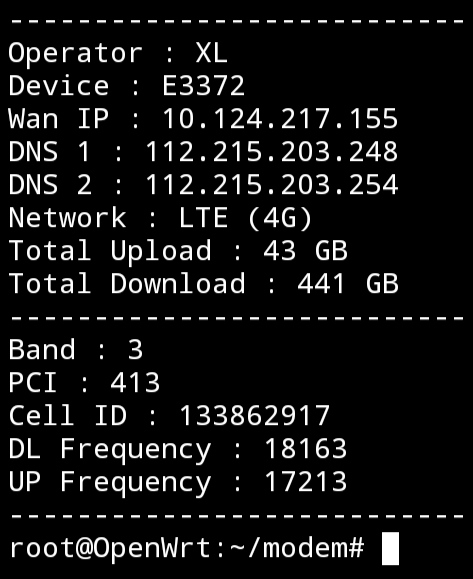 ----------------------------
Operator : XL
Device : E3372
Wan IP : 10.124.217.155
DNS 1 : 112.215.203.248
DNS 2 : 112.215.203.254
Network : LTE (4G)
Total Upload : 43 GB
Total Download : 441 GB
----------------------------
Band : 3
PCI : 413
Cell ID : 133862917
DL Frequency : 18163
UP Frequency : 17213
----------------------------
root@OpenWrt:~/modem#